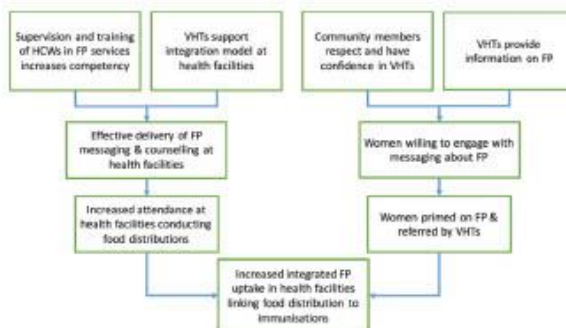 Supervision and training
of HCWs in FP services
increases competency
VHTs support
integration model at
health facilities
Community members
respect and have
confidence in VHTs
VHTs provide
information on FP
Effective delivery of FP
messaging & counselling at
health facilities
Women willing to engage with
messaging about FP
Increased attendance at
health facilities conducting
food distributions
Women primed on FP &
referred by VHTs
Increased integrated FP
uptake in health facilities
linking food distribution to
immunisations